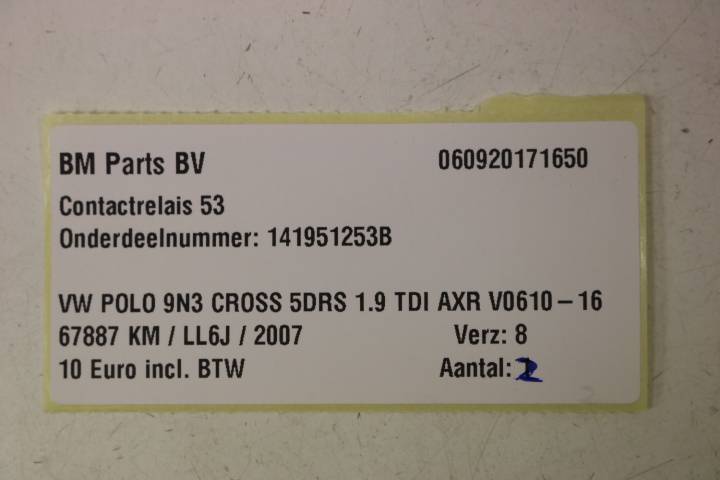 BM Parts BV 060920171650
Contactrelais 53
Onderdeelnummer: 141951253B
VW POLO 9N3 CROSS 5DRS 1.9 TDI AXR V0610 – 16
67887 KM / LL6J / 2007 Verz: 8
10 Euro incl. BTW Aantal: 2